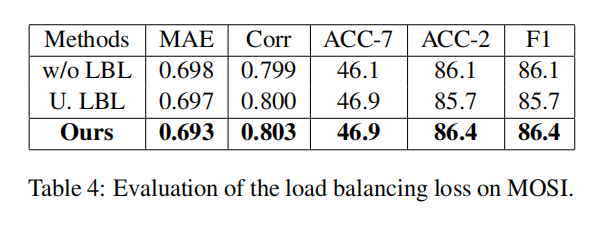 Methods MAE Corr ACC-7 ACC-2 F1
w/o LBL 0.698 0.799 46.1 86.1 86.1
U. LBL 0.697 0.800 46.9 85.7 85.7
Ours 0.693 0.803 46.9 86.4 86.4
Table 4: Evaluation of the load balancing loss on MOSI.